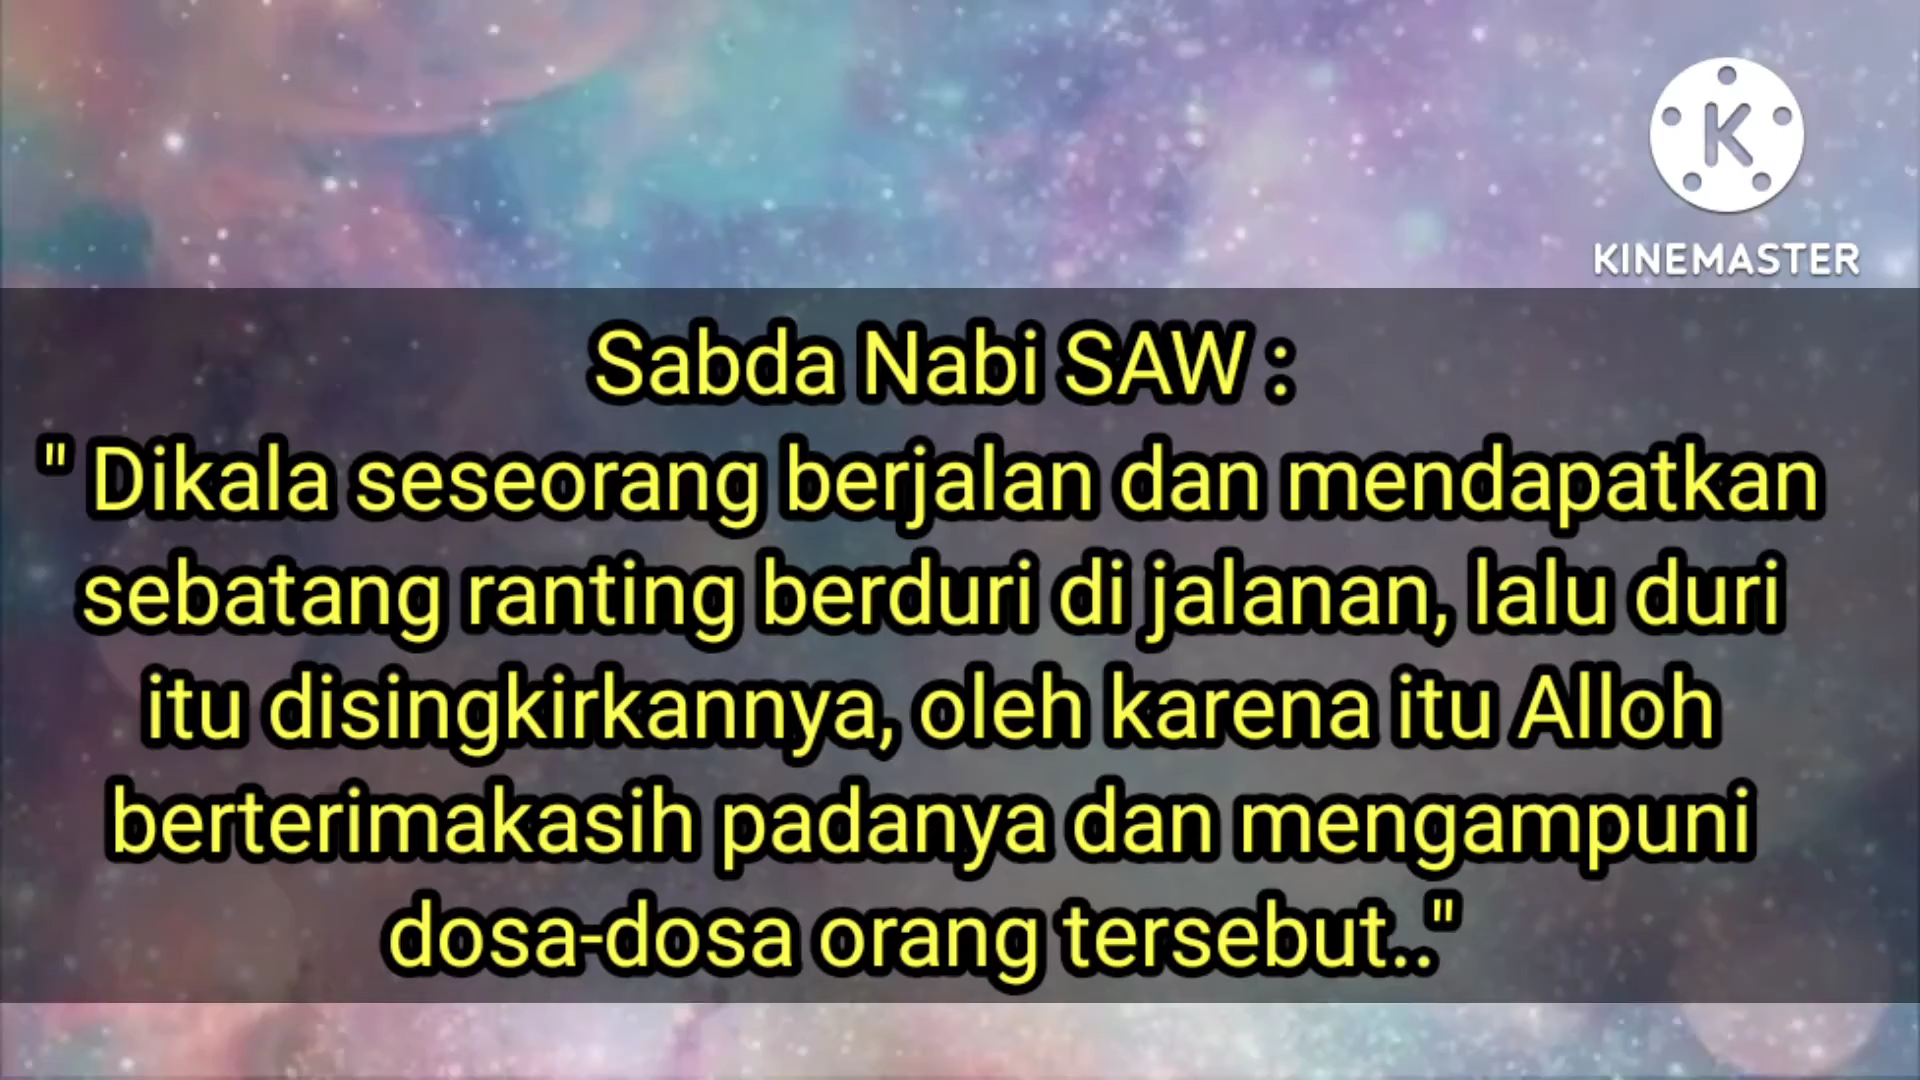 K
KINEMASTER
Sabda Nabi SAW :
" Dikala seseorang berjalan dan mendapatkan
sebatang ranting berduri di jalanan, lalu duri
itu disingkirkannya, oleh karena itu Alloh
berterimakasih padanya dan mengampuni
dosa-dosa orang tersebut.."